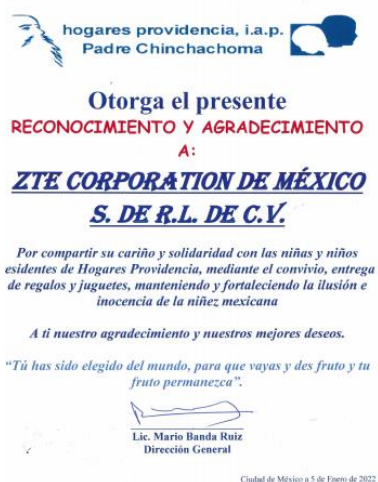 hogares providencia, i.a.p.
Padre Chinchachoma
Otorga el presente
RECONOCIMIENTO Y AGRADECIMIENTO
A:
ZTE CORPORATION DE MÉXICO
S. DE R.L. DE C.V.
Por compartir su cariño y solidaridad con las niñas y niños
esidentes de Hogares Providencia, mediante el convivio, entrega
de regalos y juguetes, manteniendo y fortaleciendo la ilusión e
inocencia de la niñez mexicana
A ti nuestro agradecimiento y nuestros mejores deseos.
“Tú has sido elegido del mundo, para que vayas y des fruto y tu
fruto permanezca”.
Lic. Mario Banda Ruiz
Dirección General
Ciudad de México a 5 de Enero de 2022